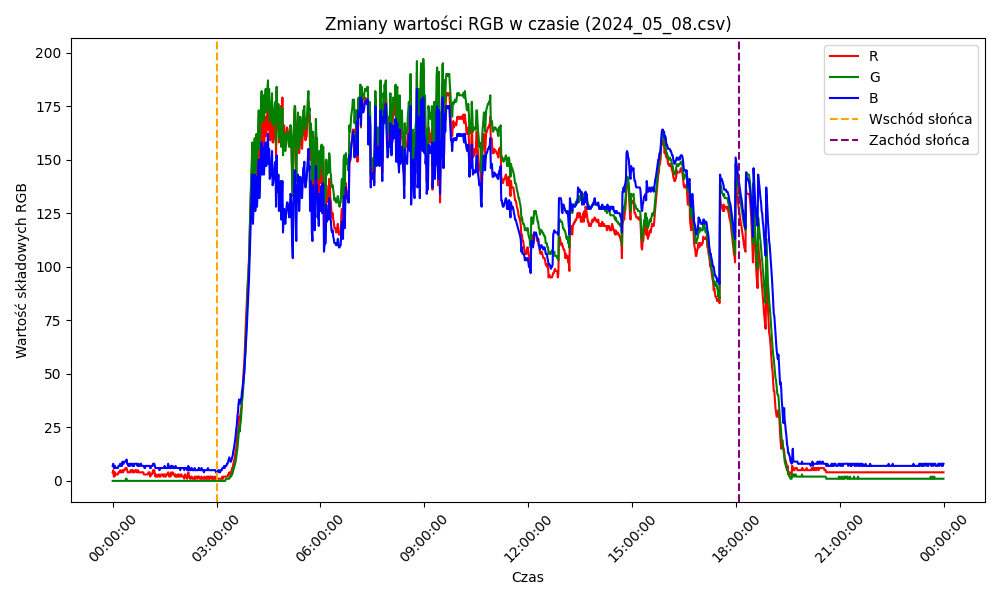 Zmiany wartości RGB w czasie (2024_05_08.csv)
R
G
B
Wschód słońca
Zachód słońca
Wartość składowych RGB
200
175
150
125
100
75
50
25
0
00:00:00
03:00:00
06:00:00
09:00:00
12:00:00
15:00:00
18:00:00
21:00:00
00:00:00
Czas